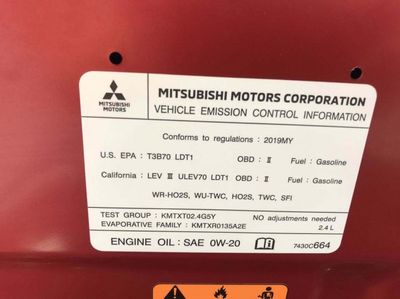 MITSUBISHI MOTORS CORPORATION
MITSUBISHI
MOTORS
VEHICLE EMISSION CONTROL INFORMATION
Conforms to regulations : 2019MY
U.S. EPA : T3B70 LDT1 OBD : II Fuel : Gasoline
California : LEV III ULEV70 LDT1 OBD : II Fuel : Gasoline
WR-HO2S, WU-TWC, HO2S, TWC, SFI
TEST GROUP : KMTXT02.4G5Y NO adjustments needed
EVAPORATIVE FAMILY : KMTXR0135A2E 2.4 L
ENGINE OIL : SAE 0W-20 7430C664